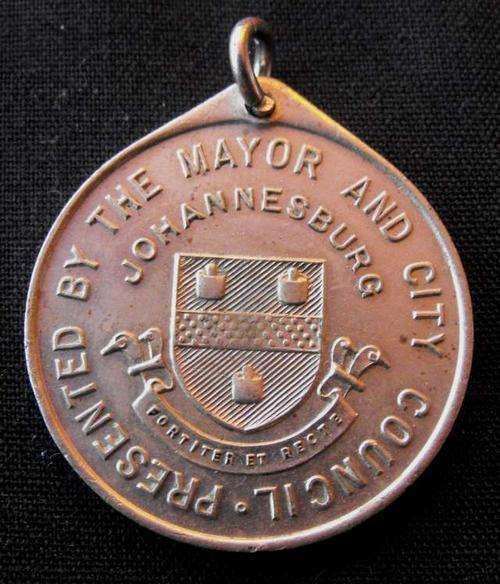 PRESENTED BY THE MAYOR AND CITY COUNCIL ·
JOHANNESBURG
FORTITER ET RECTE